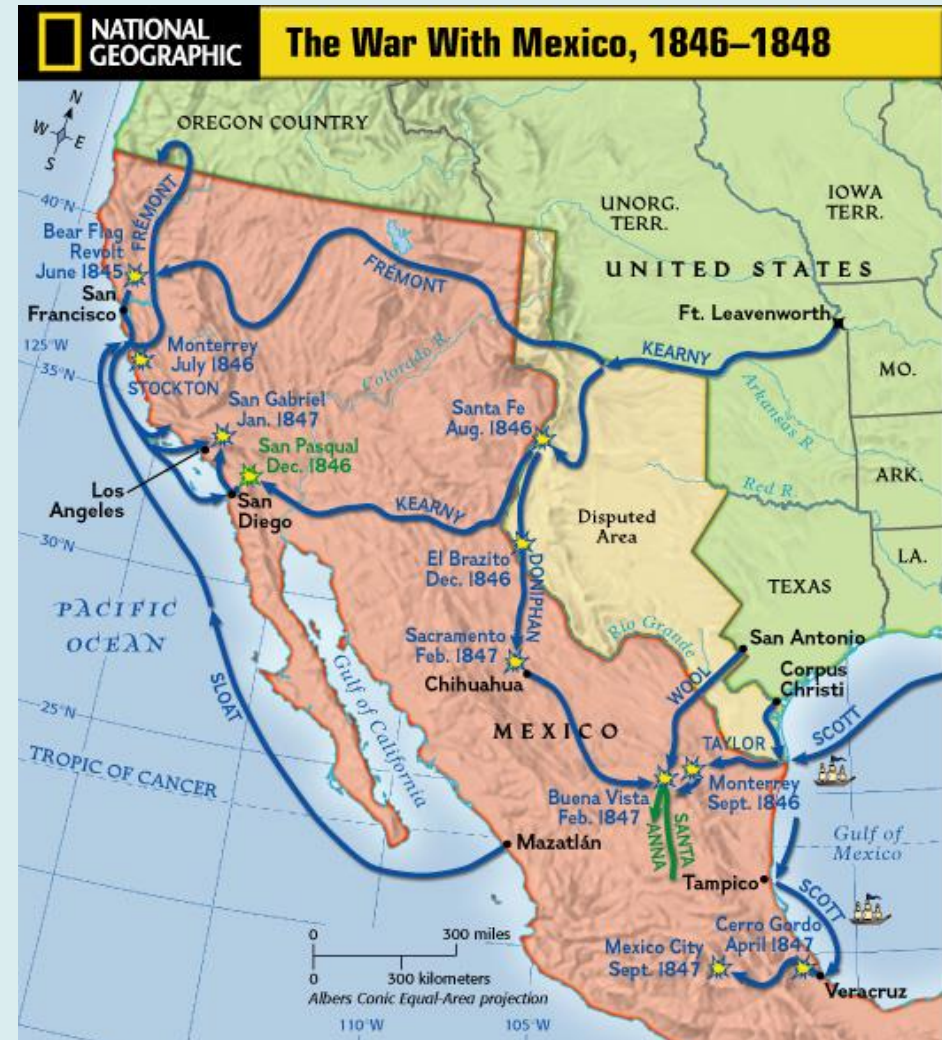 NATIONAL
GEOGRAPHIC
The War With Mexico, 1846–1848
N
W
E
S
OREGON COUNTRY
40°N
FRÉMONT
Bear Flag
Revolt
June 1845
San
Francisco
125°W
35°N
Monterrey
July 1846
STOCKTON
San Gabriel
Jan. 1847
San Pasqual
Dec. 1846
Los
Angeles
San
Diego
FRÉMONT
Colorado R.
KEARNY
Santa Fe
Aug. 1846
UNORG.
TERR.
IOWA
TERR.
UNITED STATES
Ft. Leavenworth
KEARNY
MO.
Arkansas R.
ARK.
Red R.
LA.
Disputed
Area
TEXAS
El Brazito
Dec. 1846
DONIPHAN
30°N
PACIFIC
OCEAN
Sacramento
Feb. 1847
Chihuahua
Rio Grande
San Antonio
Corpus
Christi
WOOL
SLOAT
Gulf of California
25°N
MEXICO
TAYLOR
SCOTT
TROPIC OF CANCER
Buena Vista
Feb. 1847
Monterrey
Sept. 1846
SANTA
ANNA
Mazatlán
Gulf of
Mexico
Tampico
SCOTT
Cerro Gordo
April 1847
Mexico City
Sept. 1847
Veracruz
0
300 miles
0
300 kilometers
Albers Conic Equal-Area projection
110°W
105°W